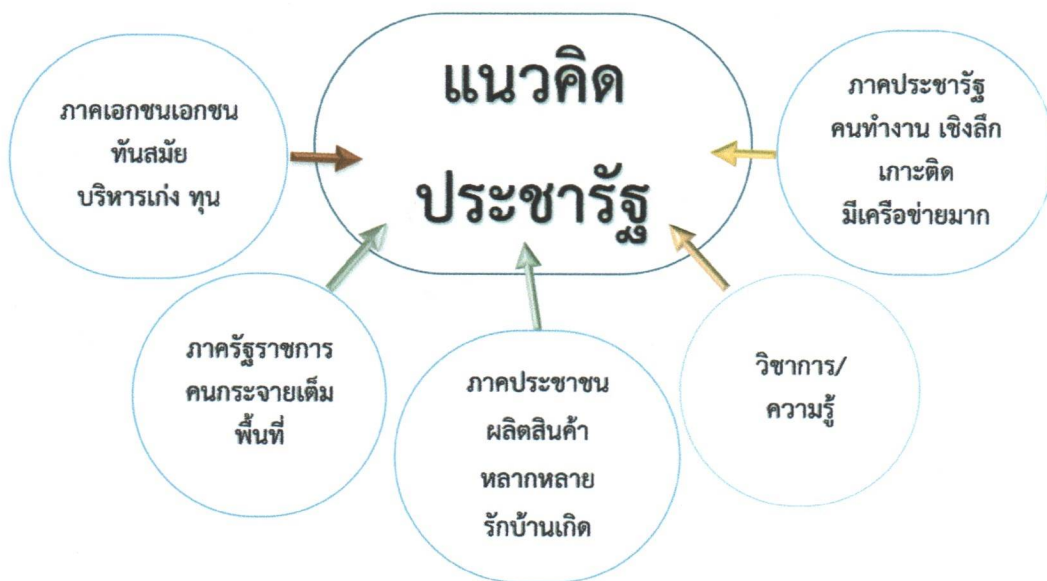 แนวคิด
ประชารัฐ
ภาคเอกชนเอกชน
ทันสมัย
บริหารเก่ง ทุน
ภาครัฐราชการ
คนกระจายเต็ม
พื้นที่
ภาคประชาชน
ผลิตสินค้า
หลากหลาย
รักบ้านเกิด
วิชาการ/
ความรู้
ภาคประชารัฐ
คนทำงาน เชิงลึก
เกาะติด
มีเครือข่ายมาก